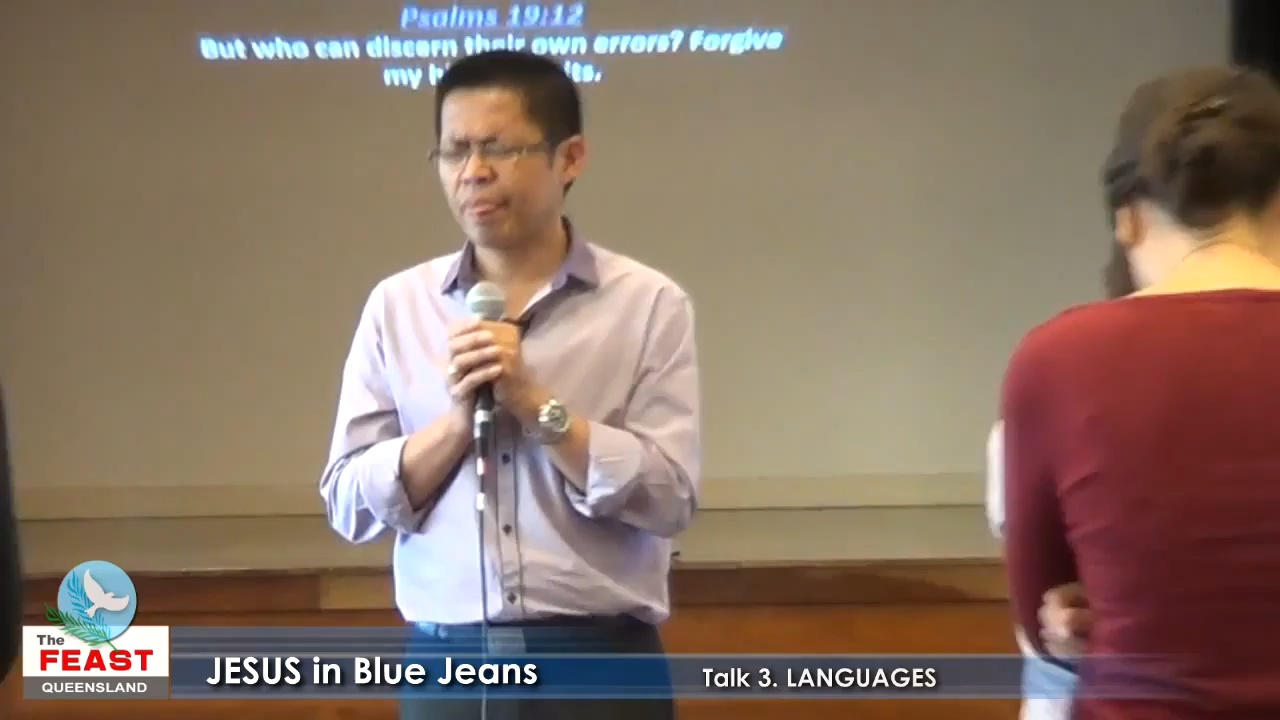 Psalms 19:12
But who can discern their own errors? Forgive
my
The
FEAST
QUEENSLAND
JESUS in Blue Jeans
Talk 3. LANGUAGES